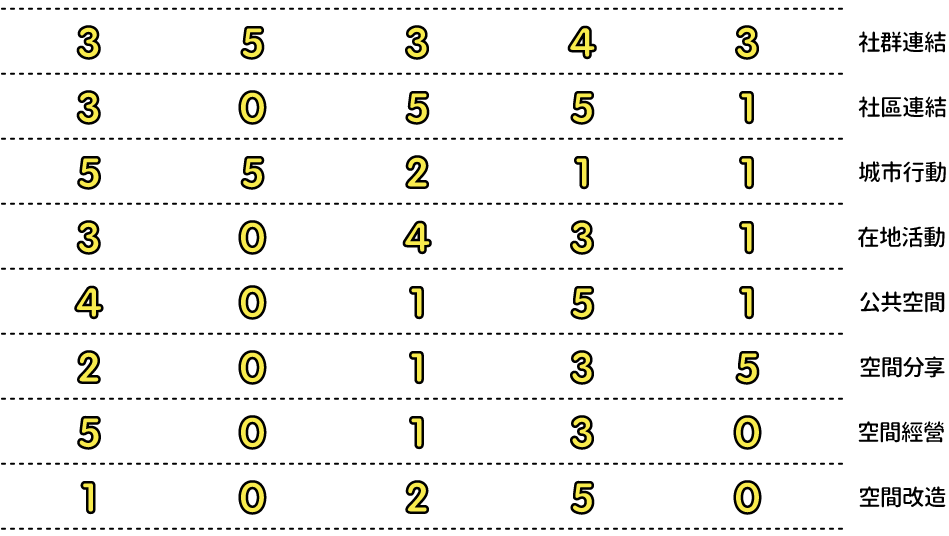 3 5 3 4 3 社群連結
3 0 5 5 1 社區連結
5 5 2 1 1 城市行動
3 0 4 3 1 在地活動
4 0 1 5 1 公共空間
2 0 1 3 5 空間分享
5 0 1 3 0 空間經營
1 0 2 5 0 空間改造